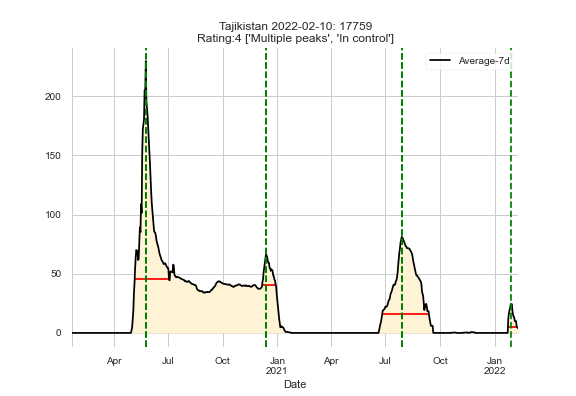 Tajikistan 2022-02-10: 17759
Rating:4 ['Multiple peaks', 'In control']
Average-7d
200
150
100
50
0
Apr Jul Oct Jan Apr Jul Oct Jan
2021 2022
Date